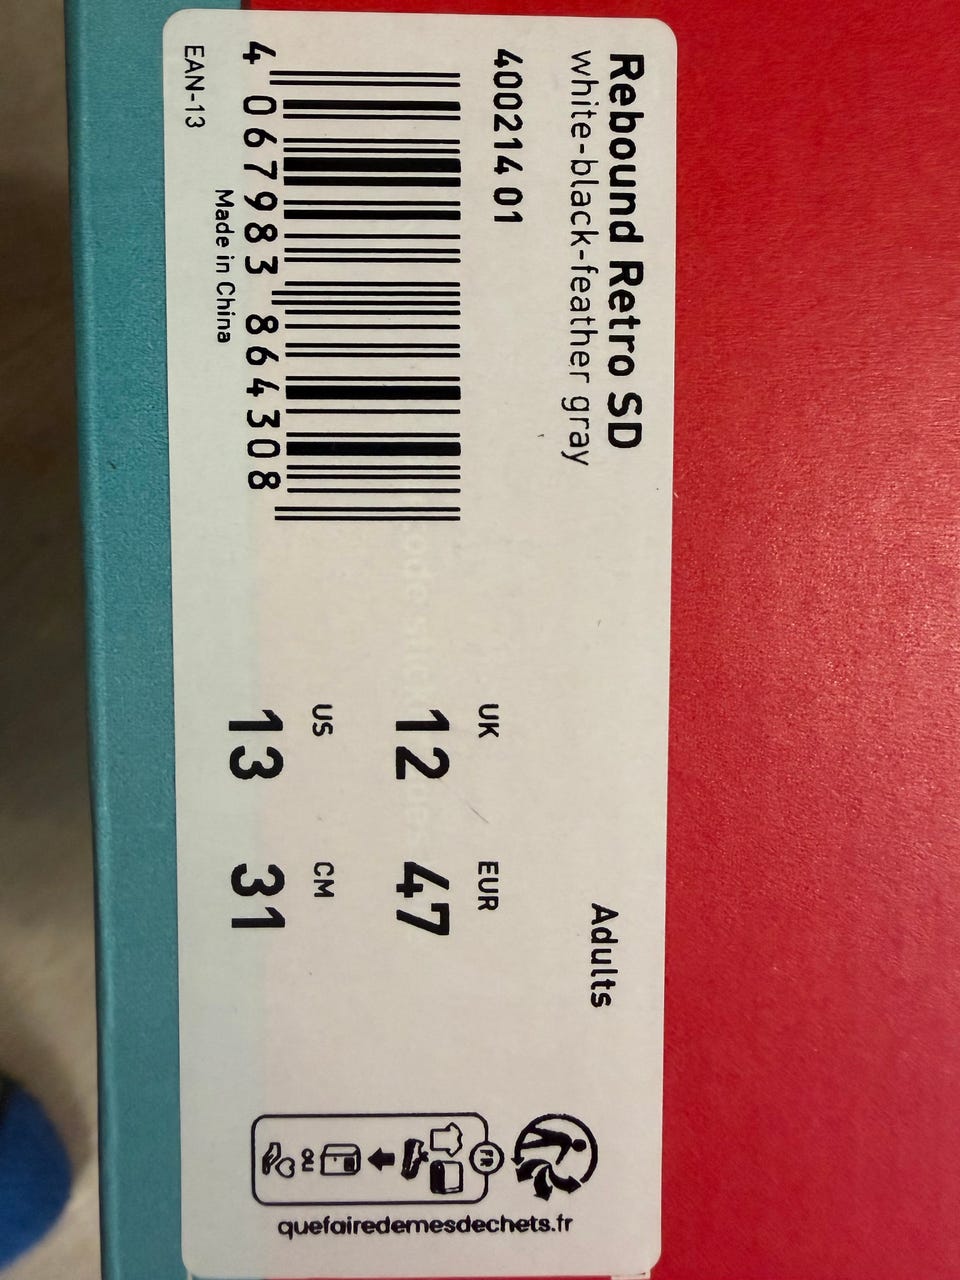 Rebound Retro SD
white-black-feather gray
400214 01
4 067983 864308
Made in China
EAN-13
Adults
UK EUR
12 47
US CM
13 31
FR
OU
quefairedemesdechets.fr